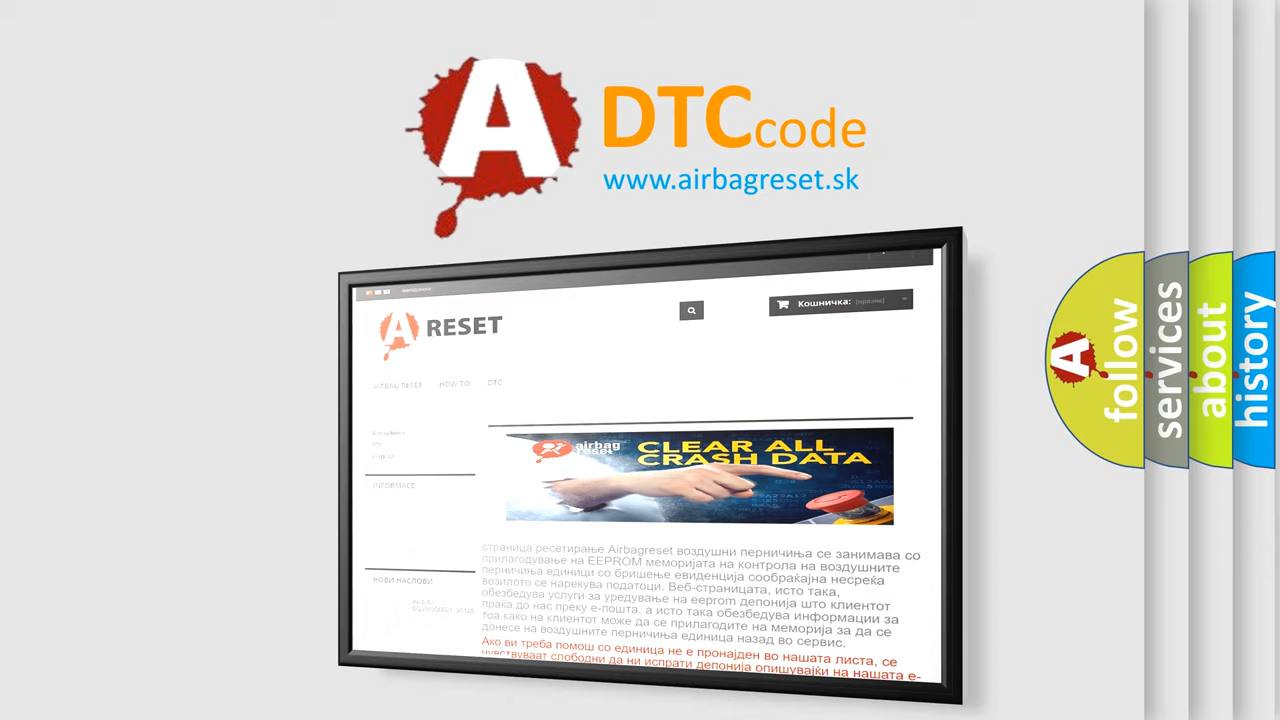 A DTC code
www.airbagreset.sk
Кошничка: (празни)
A RESET
AIRBAG RESET HOW TO DTC
airbag reset
CLEAR ALL
CRASH DATA
INFORMACE
НОВИ НАСЛОВИ
страница ресетирање Airbagreset воздушни перничиња се занимава со
прилагодување на EEPROM меморијата на контрола на воздушните
перничиња единици со бришење евиденција сообраќајна несреќа
возилото се нарекува податоци. Веб-страницата, исто така,
обезбедува услуги за уредување на eeprom депонија што клиентот
праќа до нас преку е-пошта, а исто така обезбедува информации за
тоа како на клиентот може да се прилагодите на меморија за да се
донесе на воздушните перничиња единица назад во сервис.
Ако ви треба помош со единица не е пронајден во нашата листа, се
чувствуваат слободни да ни испрати депонија опишувајќи на нашата е-
A follow
services
about
history